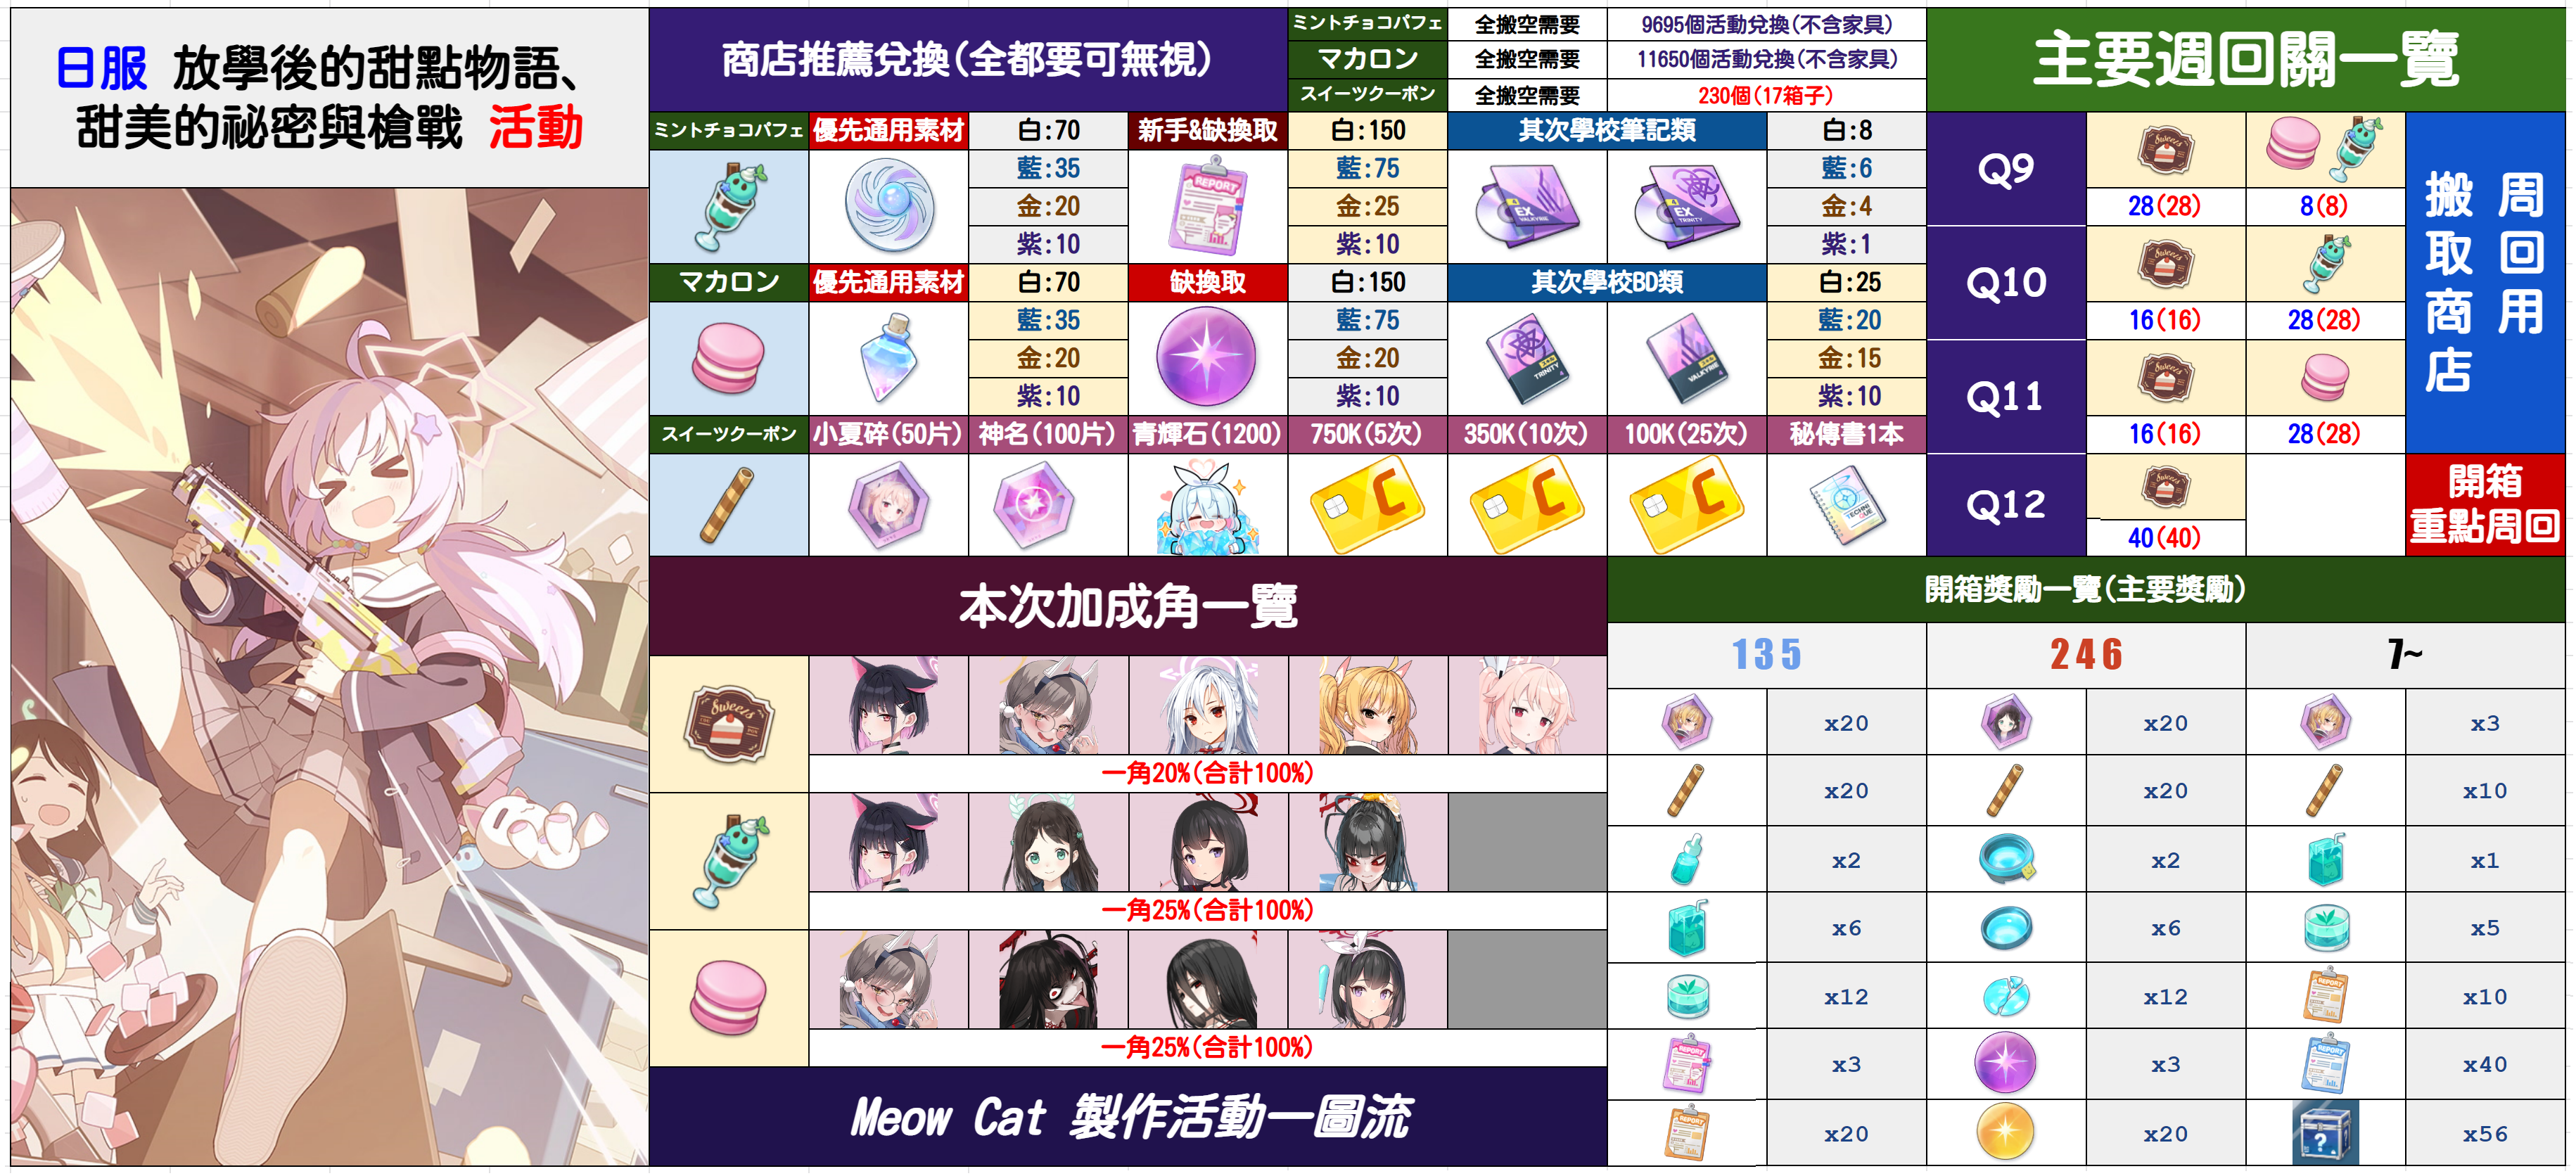 日服 放學後的甜點物語、
甜美的祕密與槍戰 活動
商店推薦兌換(全都要可無視)
ミントチョコパフェ 全搬空需要 9695個活動兌換(不含家具)
マカロン 全搬空需要 11650個活動兌換(不含家具)
スイーツクーポン 全搬空需要 230個(17箱子)
ミントチョコパフェ 優先通用素材 白:70 新手&缺換取 白:150 其次學校筆記類 白:8
藍:35 藍:75 藍:6
金:20 金:25 金:4
紫:10 紫:10 紫:1
REPORT
EX VALKYRIE
EX TRINITY
マカロン 優先通用素材 白:70 缺換取 白:150 其次學校BD類 白:25
藍:35 藍:75 藍:20
金:20 金:20 金:15
紫:10 紫:10 紫:10
TRINITY
VALKYRIE
スイーツクーポン 小夏碎(50片) 神名(100片) 青輝石(1200) 750K(5次) 350K(10次) 100K(25次) 秘傳書1本
TECHNI
QUE
主要週回關一覽
Q9
28(28) 8(8)
Q10
16(16) 28(28)
Q11
16(16) 28(28)
Q12
40(40)
周回用
搬取商店
開箱
重點周回
本次加成角一覽
Sweets
一角20%(合計100%)
一角25%(合計100%)
一角25%(合計100%)
Meow Cat 製作活動一圖流
開箱獎勵一覽(主要獎勵)
1 3 5 2 4 6 7~
x20 x20 x3
x20 x20 x10
x2 x2 x1
x6 x6 x5
x12 x12 x10
x3 x3 x40
x20 x20 x56